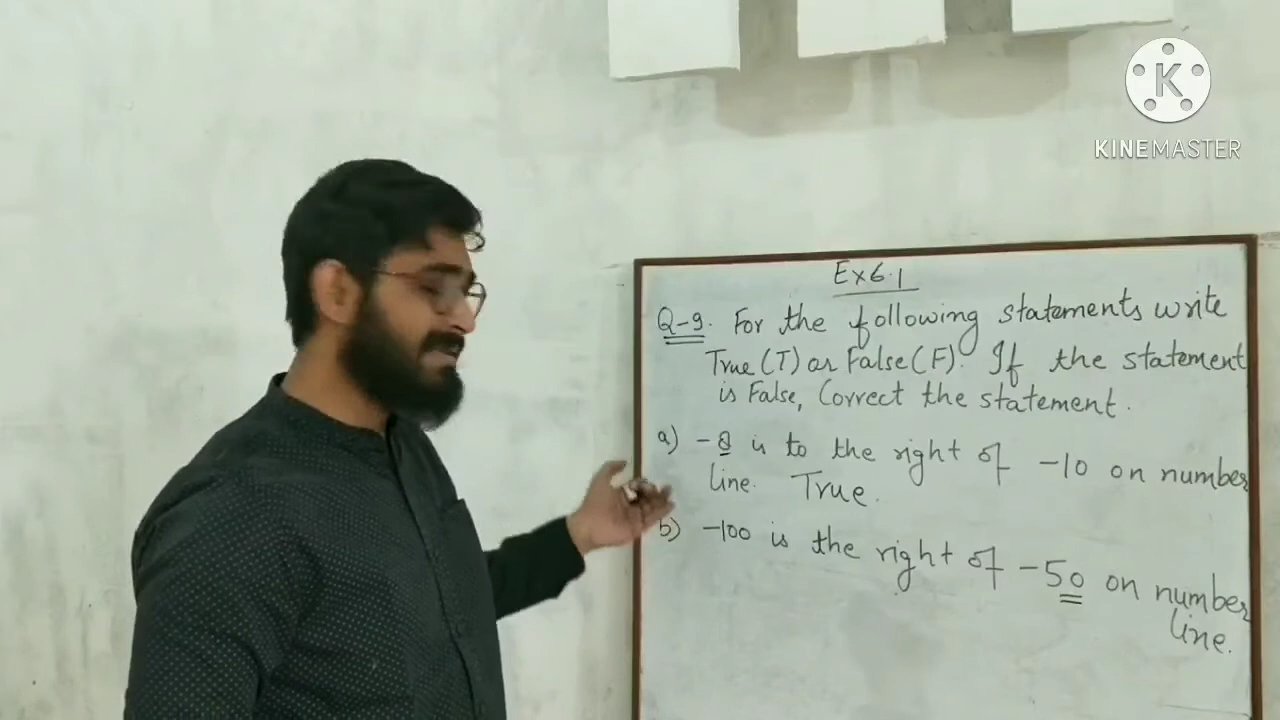 KINEMASTER
Ex 6.1
Q-9. For the following statements write
True (T) or False (F). If the statement
is False, Correct the statement.
a) -8 is to the right of -10 on number
line. True.
b) -100 is the right of -50 on number
line.